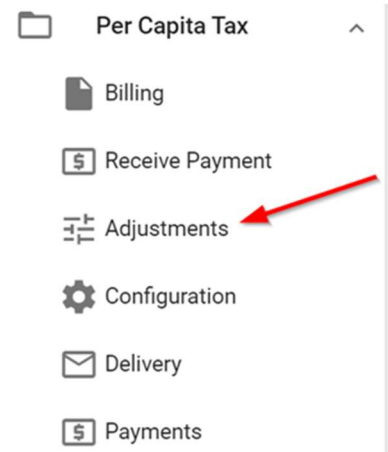 Per Capita Tax
Billing
$ Receive Payment
Adjustments
Configuration
Delivery
$ Payments